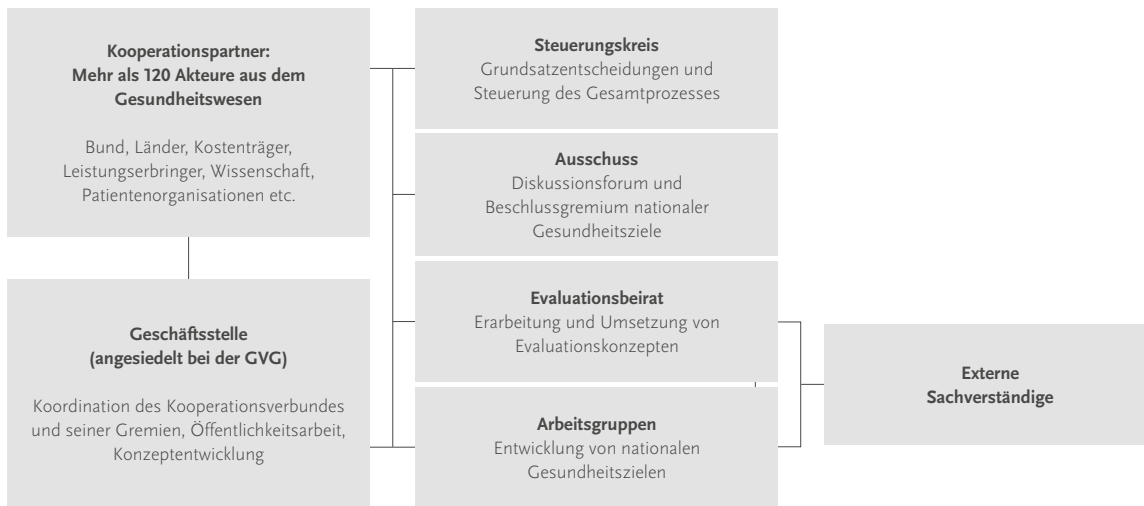 Kooperationspartner:
Mehr als 120 Akteure aus dem
Gesundheitswesen
Bund, Länder, Kostenträger,
Leistungserbringer, Wissenschaft,
Patientenorganisationen etc.
Geschäftsstelle
(angesiedelt bei der GVG)
Koordination des Kooperationsverbundes
und seiner Gremien, Öffentlichkeitsarbeit,
Konzeptentwicklung
Steuerungskreis
Grundsatzentscheidungen und
Steuerung des Gesamtprozesses
Ausschuss
Diskussionsforum und
Beschlussgremium nationaler
Gesundheitsziele
Evaluationsbeirat
Erarbeitung und Umsetzung von
Evaluationskonzepten
Arbeitsgruppen
Entwicklung von nationalen
Gesundheitszielen
Externe
Sachverständige